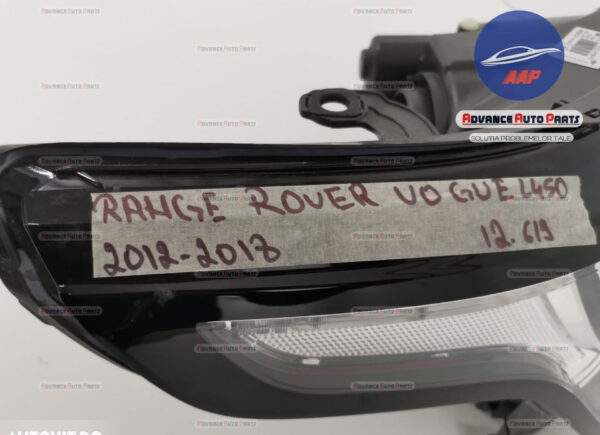 AAP
ADVANCE AUTO PARTS
SOLUTIA PROBLEMELOR TALE
RANGE ROVER VOGUE L450
2012-2018 12.619